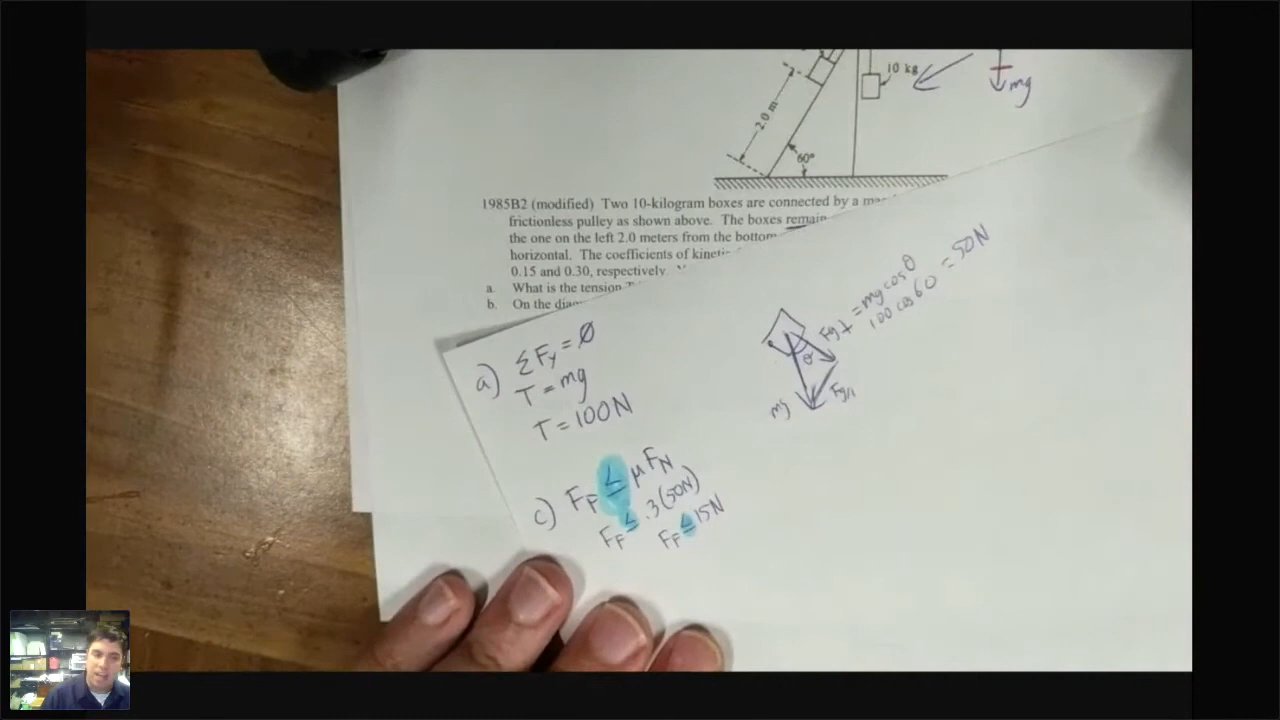 10 kg
mg
2.0 m
60°
1985B2 (modified) Two 10-kilogram boxes are connected by a
frictionless pulley as shown above. The boxes remain
the one on the left 2.0 meters from the bottom
horizontal. The coefficients of kinetic
0.15 and 0.30, respectively.
a. What is the tension
b. On the
a) ΣFy = 0
T = mg
T = 100N
Fg⊥ = mg cosθ
100 cos 60 = 50N
θ
mg
Fg∥
c) FF ≤ μFN
FF ≤ .3(50N)
FF ≤ 15N